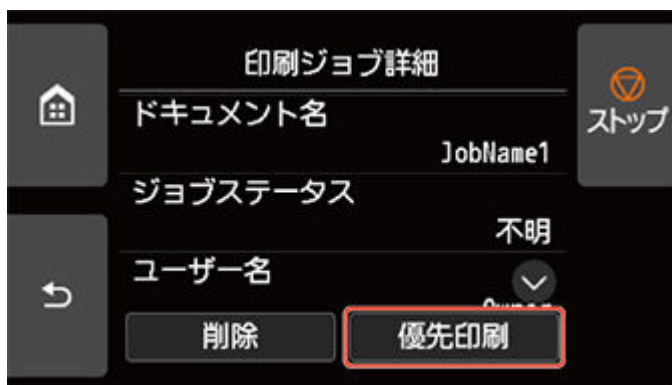 印刷ジョブ詳細
ドキュメント名
JobName1
ストップ
ジョブステータス
不明
ユーザー名
削除
優先印刷